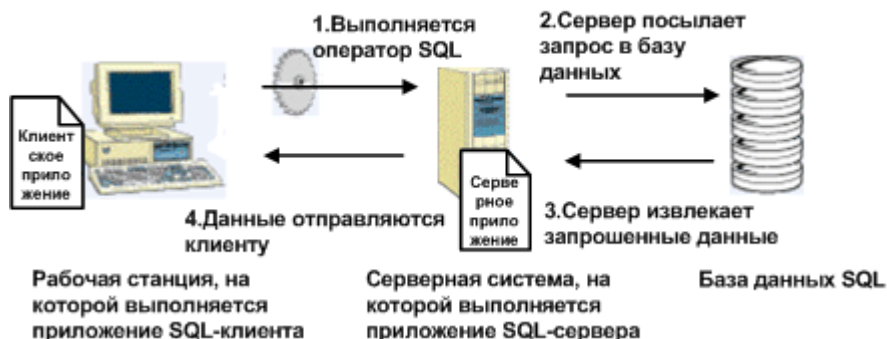 1.Выполняется
оператор SQL
2.Сервер посылает
запрос в базу
данных
Клиент
ское
прило
жение
Серве
рное
прило
жение
4.Данные отправляются
клиенту
3.Сервер извлекает
запрошенные данные
Рабочая станция, на
которой выполняется
приложение SQL-клиента
Серверная система, на
которой выполняется
приложение SQL-сервера
База данных SQL